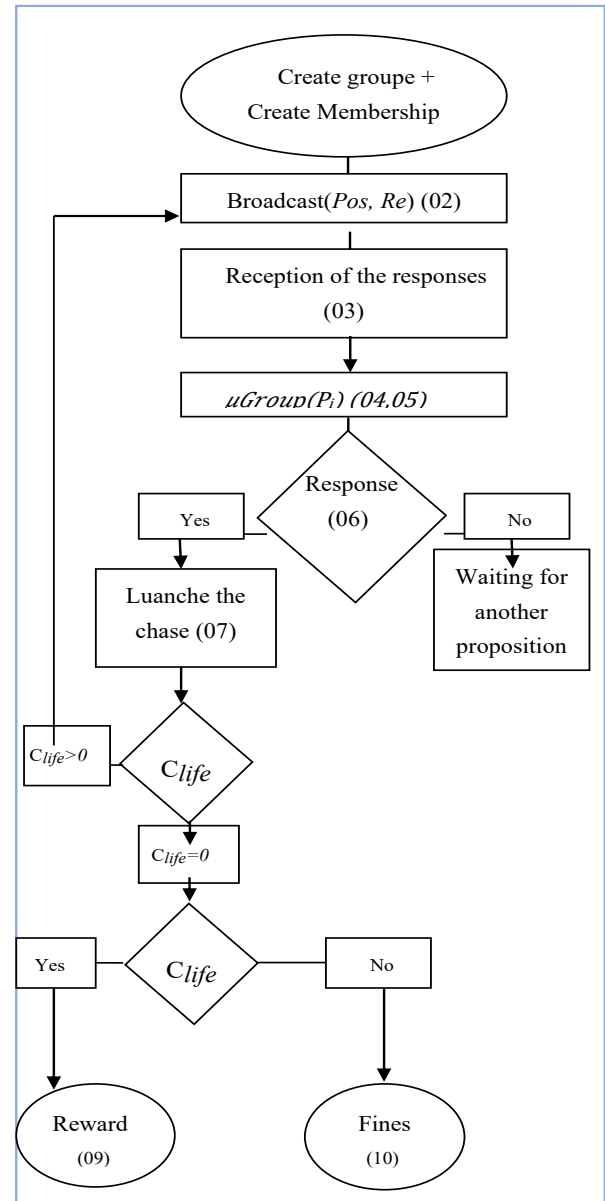 Create groupe +
Create Membership
Broadcast(Pos, Re) (02)
Reception of the responses
(03)
μGroup(Pi) (04,05)
Response
(06)
Yes
No
Luanche the
chase (07)
Waiting for
another
proposition
Clife>0
Clife
Clife=0
Clife
Yes
No
Reward
(09)
Fines
(10)